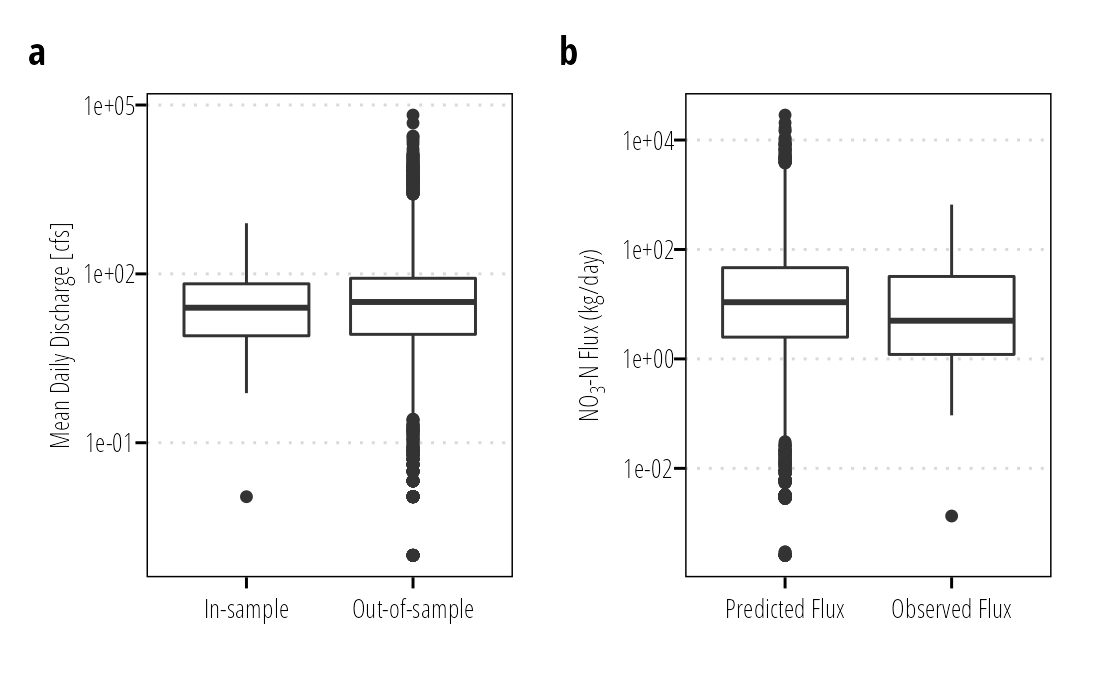 a
Mean Daily Discharge [cfs]
1e+05
1e+02
1e-01
In-sample
Out-of-sample
b
NO3-N Flux (kg/day)
1e+04
1e+02
1e+00
1e-02
Predicted Flux
Observed Flux